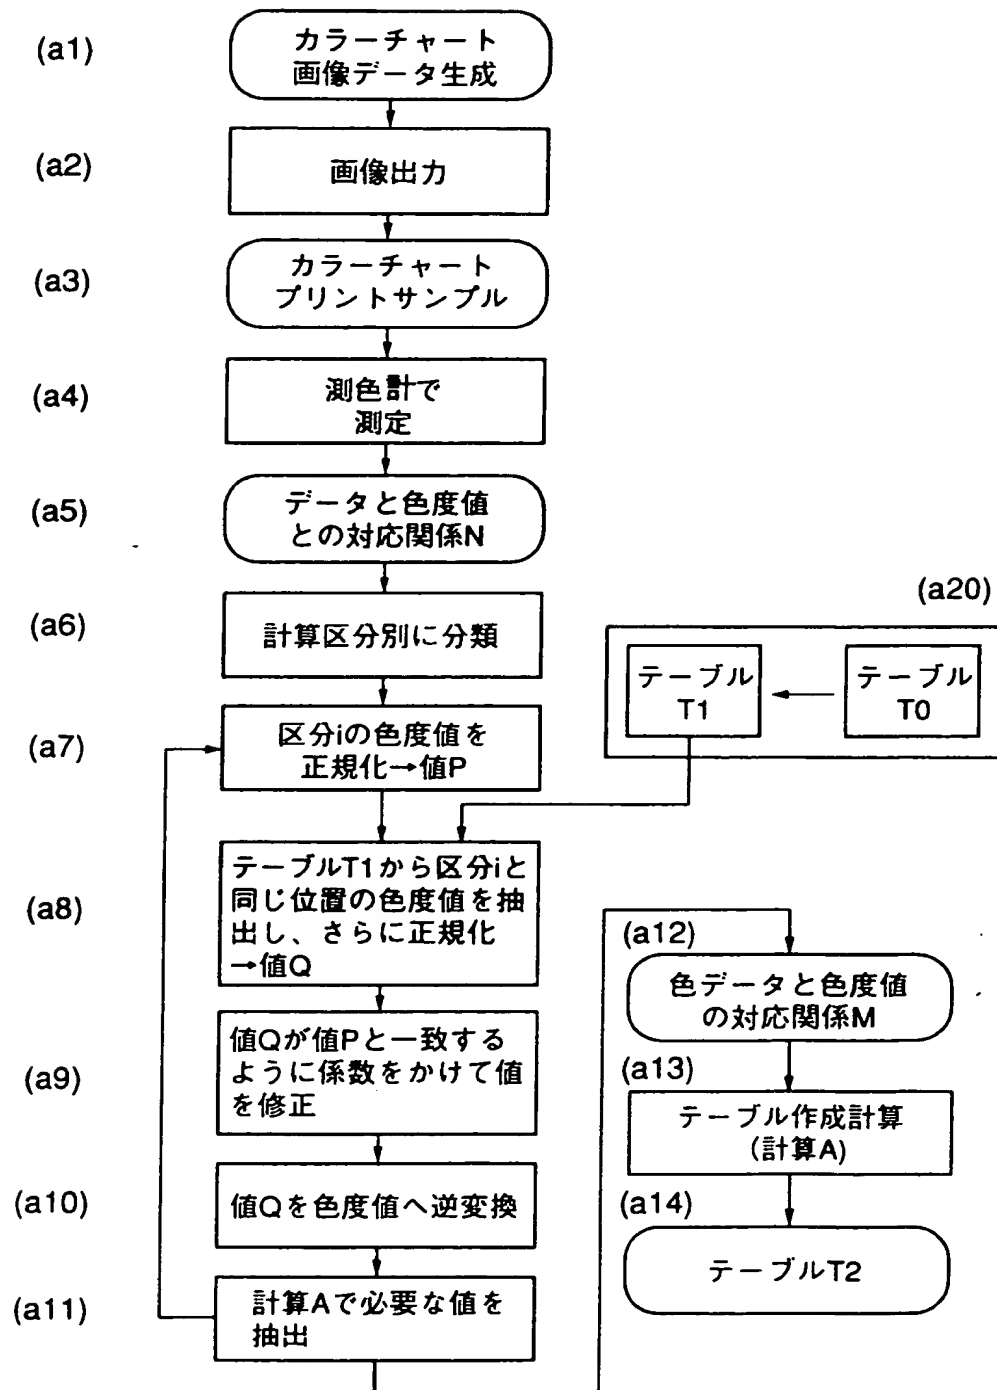 (a1)
カラーチャート
画像データ生成
(a2)
画像出力
(a3)
カラーチャート
プリントサンプル
(a4)
測色計で
測定
(a5)
データと色度値
との対応関係N
(a6)
計算区分別に分類
(a7)
区分iの色度値を
正規化→値P
(a20)
テーブル
T1
テーブル
T0
(a8)
テーブルT1から区分iと
同じ位置の色度値を抽
出し、さらに正規化
→値Q
(a9)
値Qが値Pと一致する
ように係数をかけて値
を修正
(a10)
値Qを色度値へ逆変換
(a11)
計算Aで必要な値を
抽出
(a12)
色データと色度値
の対応関係M
(a13)
テーブル作成計算
(計算A)
(a14)
テーブルT2